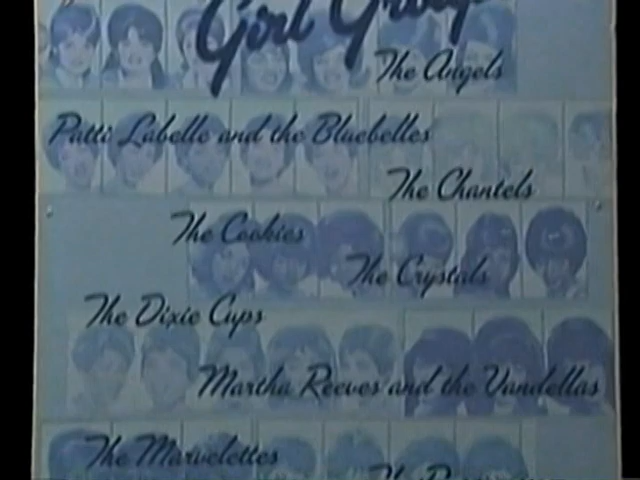 Girl Group
The Angels
Patti Labelle and the Bluebelles
The Chantels
The Cookies
The Crystals
The Dixie Cups
Martha Reeves and the Vandellas
The Marvelettes
The